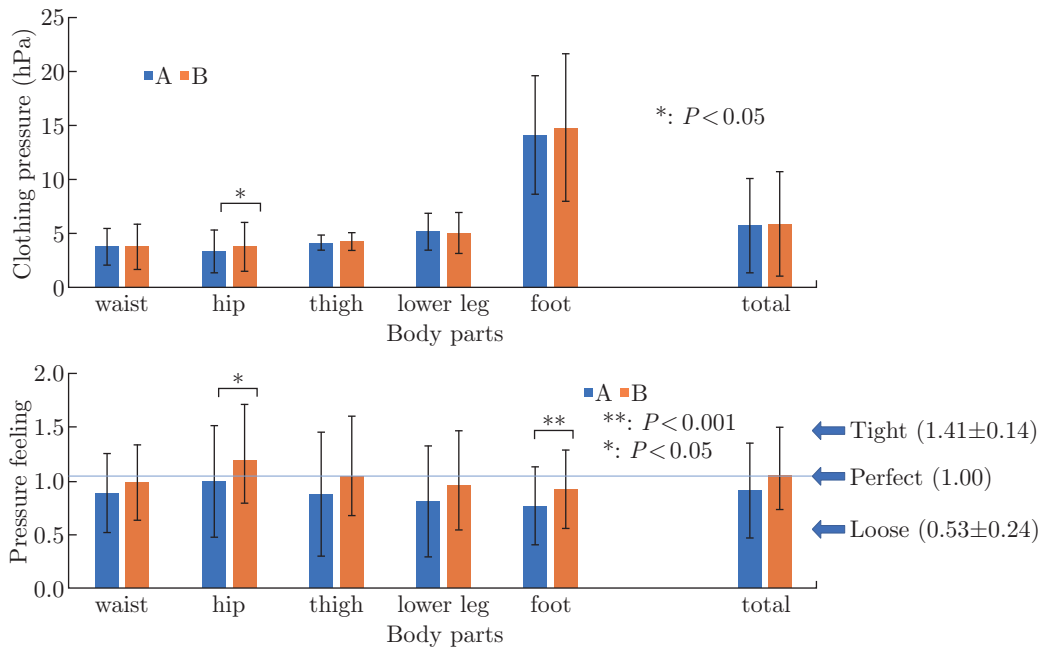 25
20
15
10
5
0
Clothing pressure (hPa)
A B
*: P<0.05
*
waist hip thigh lower leg foot total
Body parts
2.0
1.5
1.0
0.5
0.0
Pressure feeling
*
**
A B
**: P<0.001
*: P<0.05
Tight (1.41±0.14)
Perfect (1.00)
Loose (0.53±0.24)
waist hip thigh lower leg foot total
Body parts